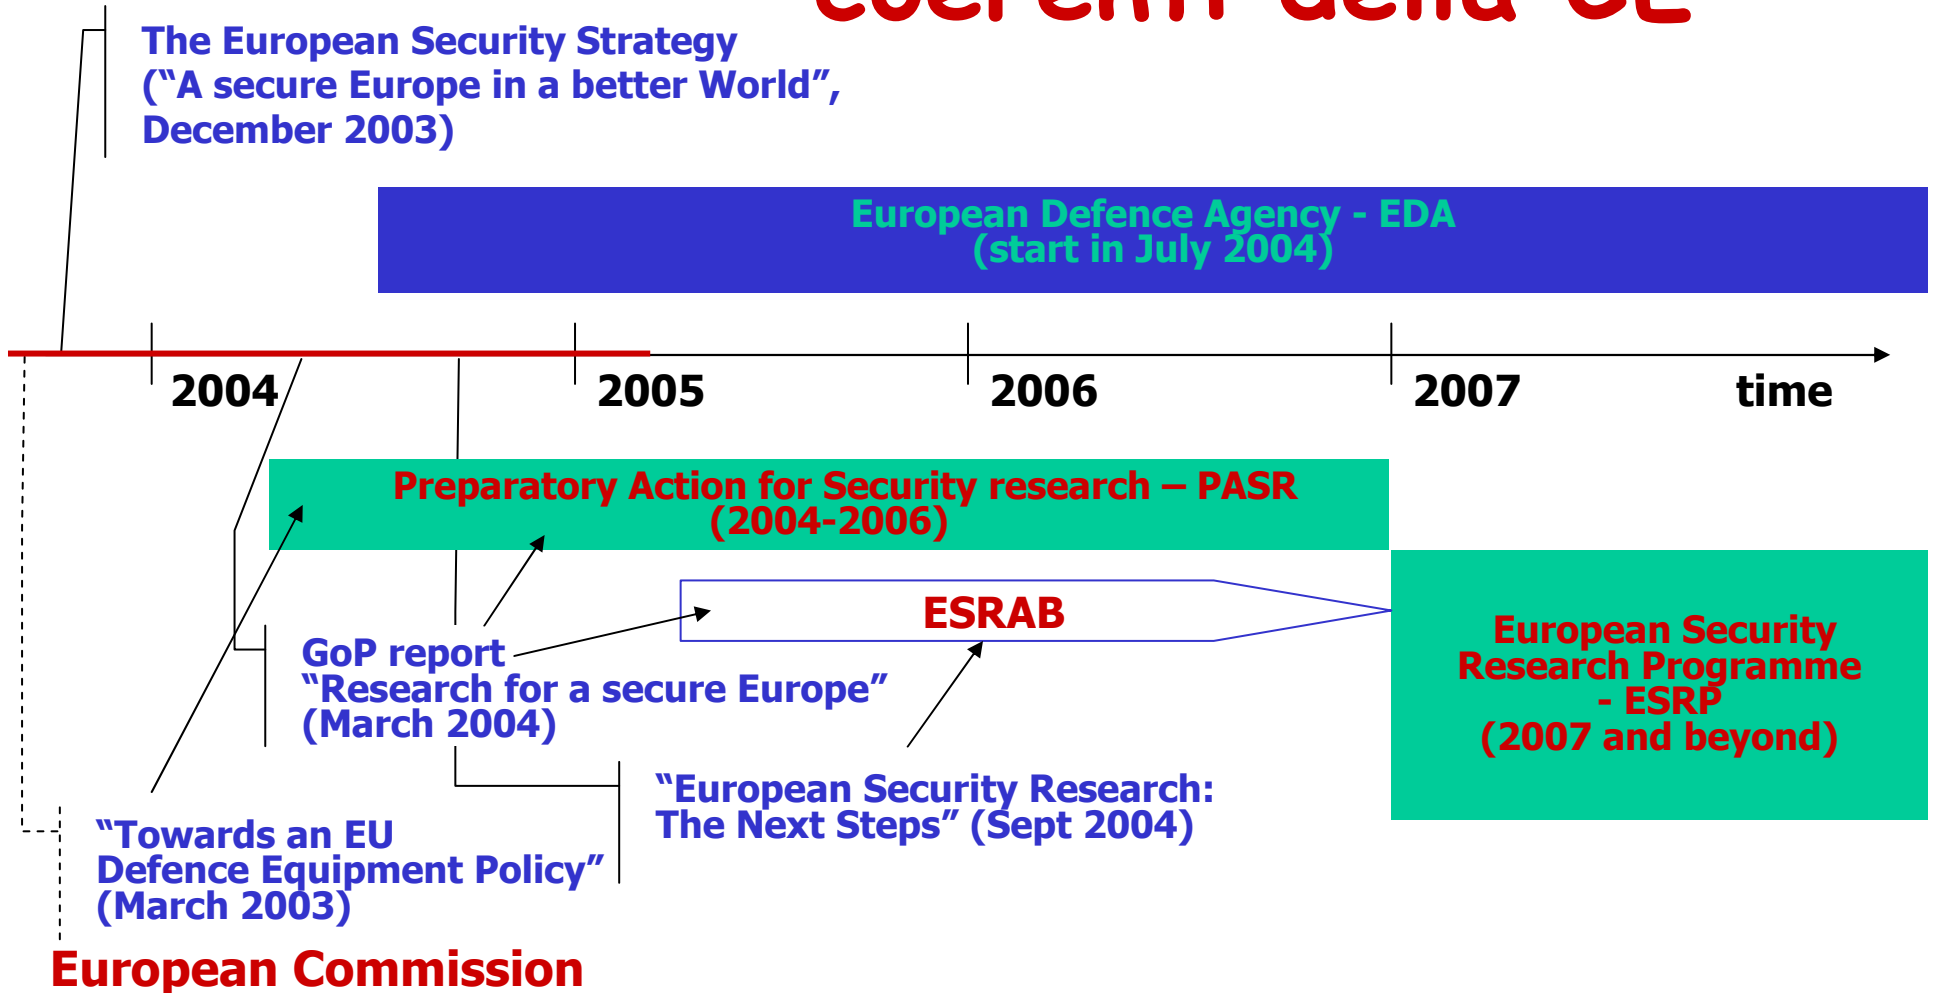 coerenti della UE
The European Security Strategy
(“A secure Europe in a better World”,
December 2003)
European Defence Agency - EDA
(start in July 2004)
2004
2005
2006
2007
time
Preparatory Action for Security research – PASR
(2004-2006)
ESRAB
GoP report
“Research for a secure Europe”
(March 2004)
European Security
Research Programme
- ESRP
(2007 and beyond)
“European Security Research:
The Next Steps” (Sept 2004)
“Towards an EU
Defence Equipment Policy”
(March 2003)
European Commission